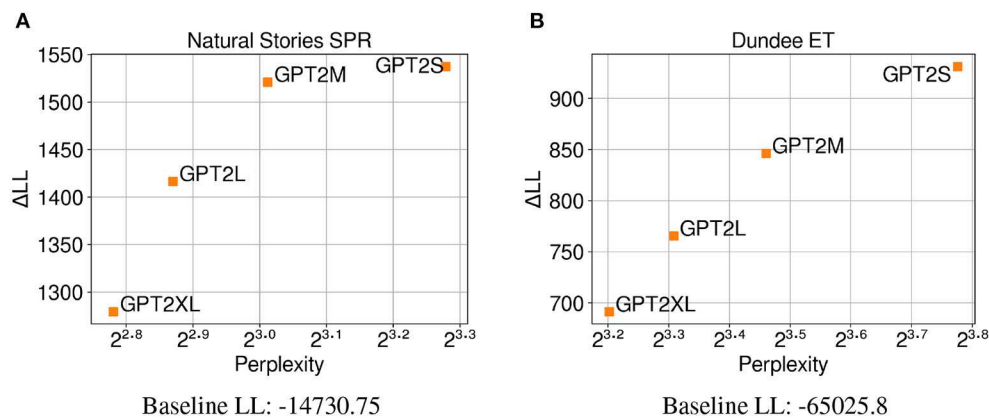 A
Natural Stories SPR
1550
1500
1450
1400
1350
1300
ΔLL
GPT2S
GPT2M
GPT2L
GPT2XL
2^2.8
2^2.9
2^3.0
2^3.1
2^3.2
2^3.3
Perplexity
Baseline LL: -14730.75
B
Dundee ET
900
850
800
750
700
ΔLL
GPT2S
GPT2M
GPT2L
GPT2XL
2^3.2
2^3.3
2^3.4
2^3.5
2^3.6
2^3.7
2^3.8
Perplexity
Baseline LL: -65025.8